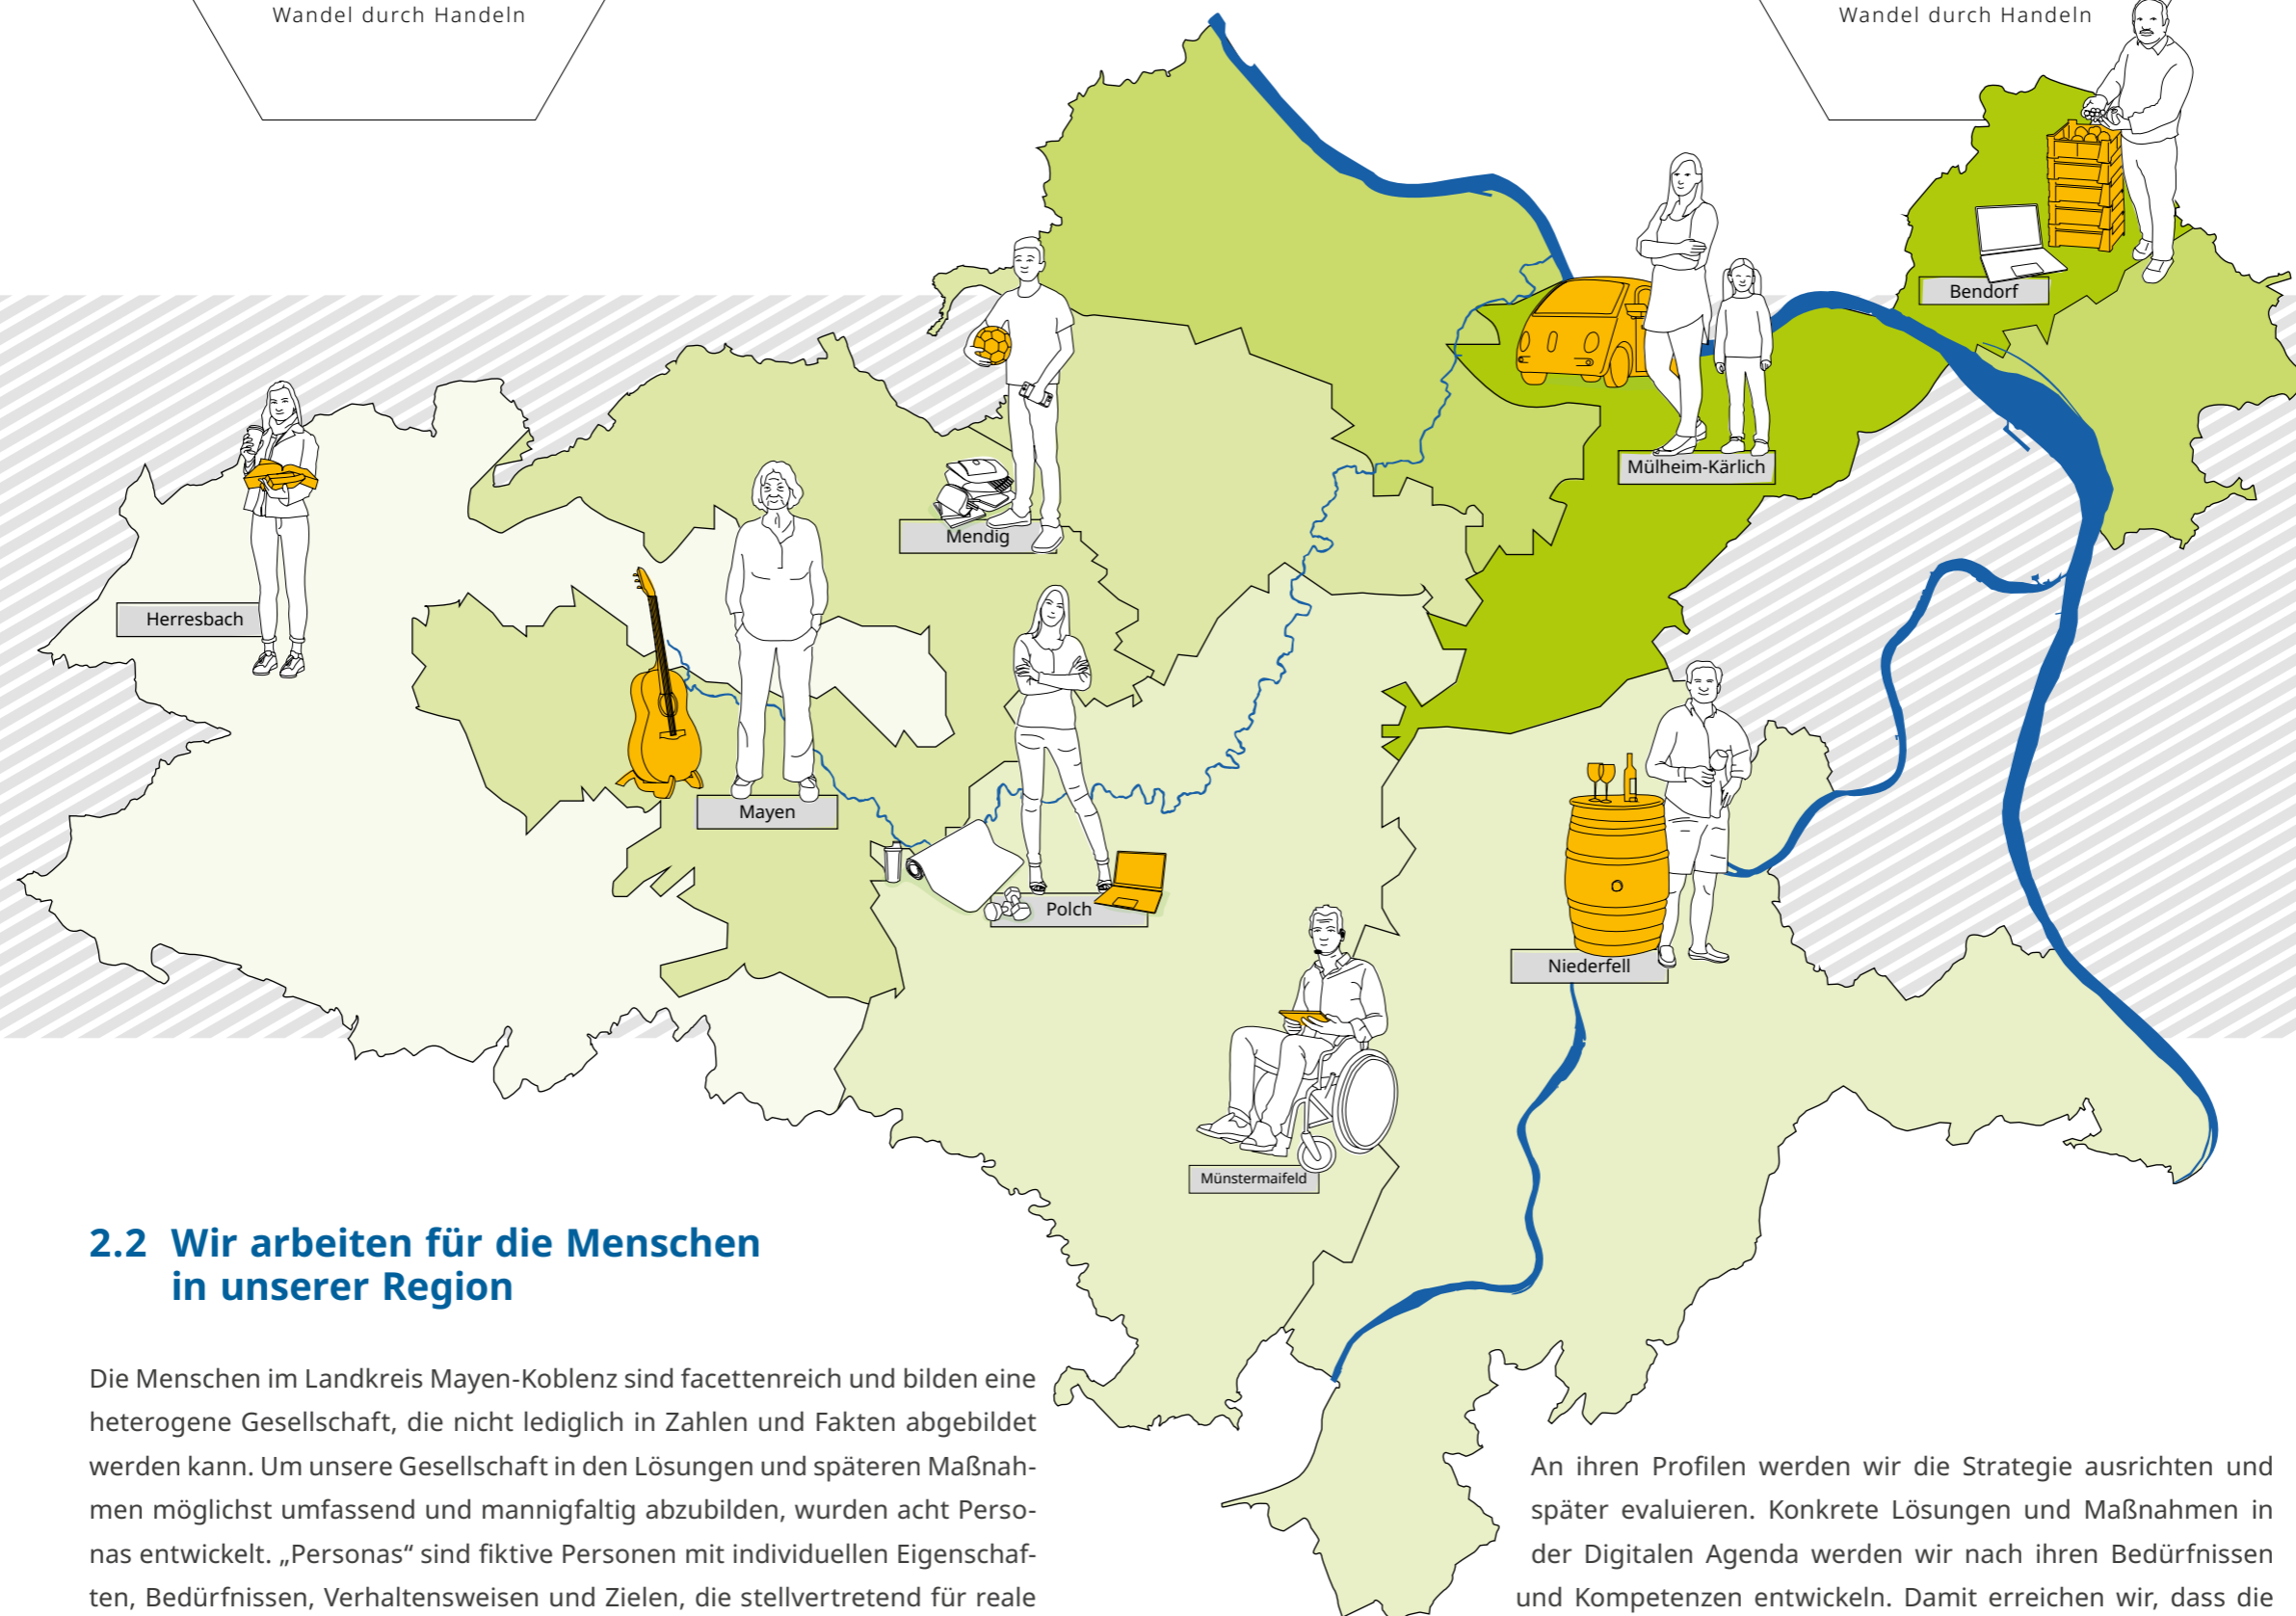 Wandel durch Handeln
Wandel durch Handeln
Bendorf
Mülheim-Kärlich
Mendig
Herresbach
Mayen
Polch
Niederfell
Münstermaifeld
2.2 Wir arbeiten für die Menschen
in unserer Region
Die Menschen im Landkreis Mayen-Koblenz sind facettenreich und bilden eine
heterogene Gesellschaft, die nicht lediglich in Zahlen und Fakten abgebildet
werden kann. Um unsere Gesellschaft in den Lösungen und späteren Maßnah-
men möglichst umfassend und mannigfaltig abzubilden, wurden acht Perso-
nas entwickelt. „Personas“ sind fiktive Personen mit individuellen Eigenschaf-
ten, Bedürfnissen, Verhaltensweisen und Zielen, die stellvertretend für reale
An ihren Profilen werden wir die Strategie ausrichten und
später evaluieren. Konkrete Lösungen und Maßnahmen in
der Digitalen Agenda werden wir nach ihren Bedürfnissen
und Kompetenzen entwickeln. Damit erreichen wir, dass die